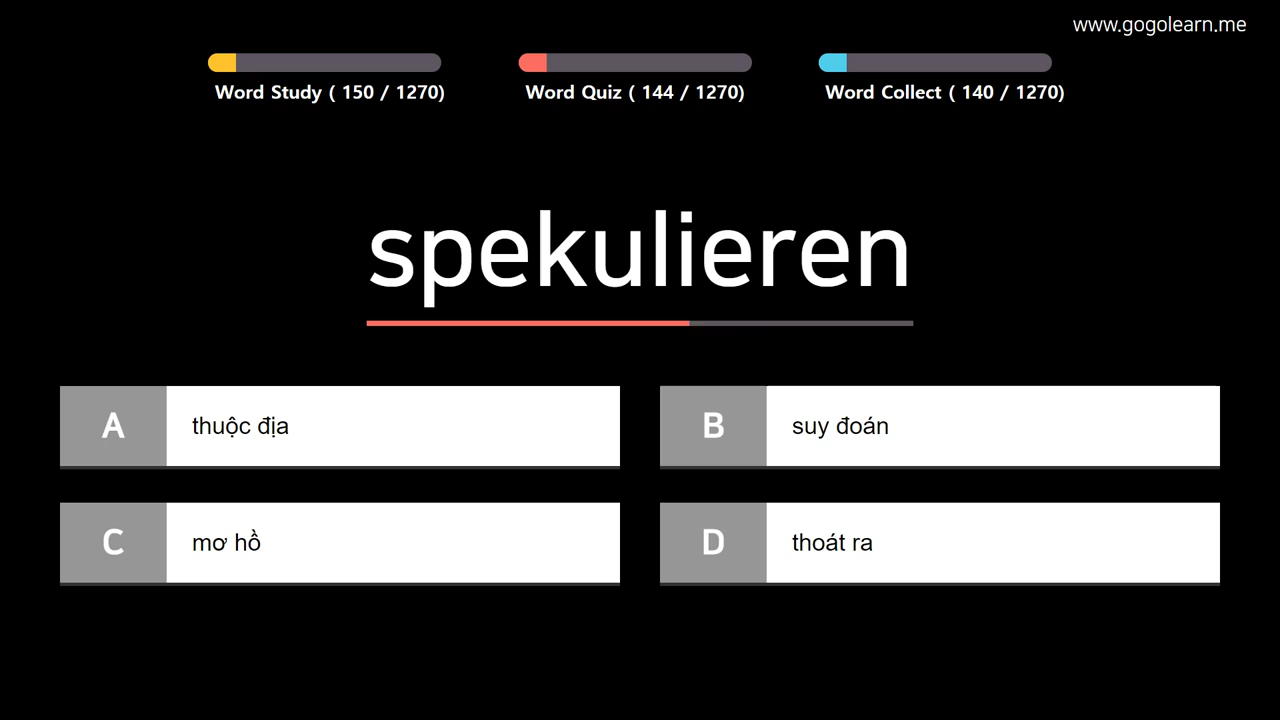 www.gogolearn.me
Word Study ( 150 / 1270)
Word Quiz ( 144 / 1270)
Word Collect ( 140 / 1270)
spekulieren
A thuộc địa
B suy đoán
C mơ hồ
D thoát ra